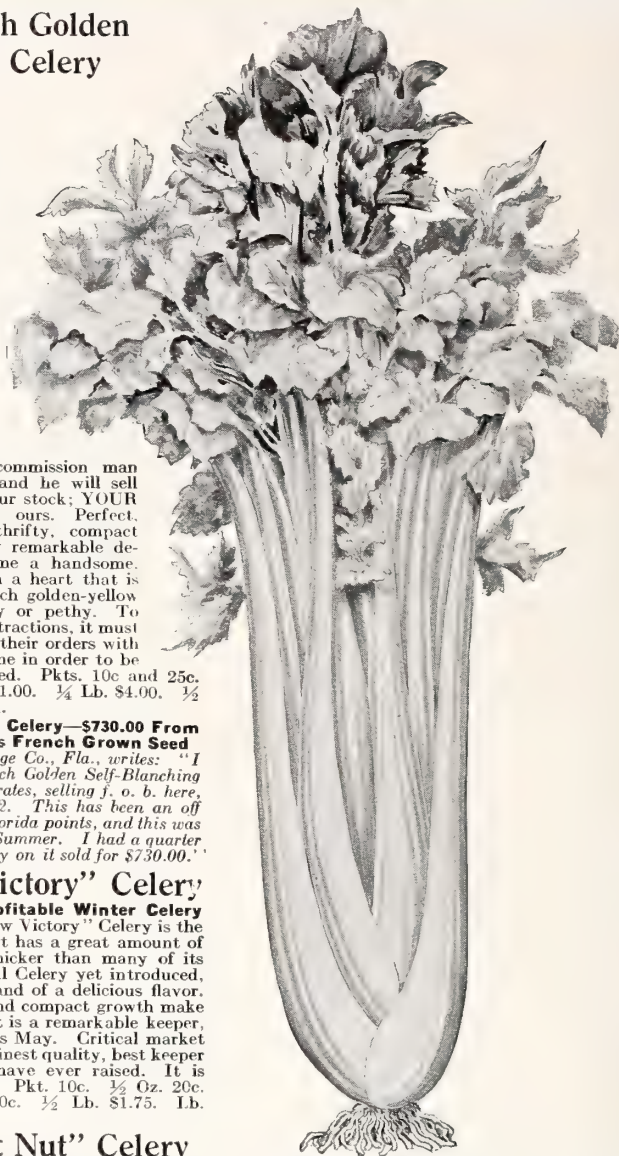 h Golden
Celery
commission man
and he will sell
ur stock; YOUR
ours. Perfect,
thrifty, compact
remarkable de-
me a handsome,
a heart that is
ch golden-yellow
y or pethy. To
tractions, it must
their orders with
ne in order to be
ed. Pkts. 10c and 25c.
1.00. ¼ Lb. $4.00. ½
Celery—$730.00 From
s French Grown Seed
ge Co., Fla., writes: "I
ch Golden Self-Blanching
rates, selling f. o. b. here,
2. This has been an off
orida points, and this was
Summer. I had a quarter
y on it sold for $730.00."
ictory" Celery
ofitable Winter Celery
w Victory" Celery is the
t has a great amount of
hicker than many of its
l Celery yet introduced,
and of a delicious flavor.
nd compact growth make
t is a remarkable keeper,
s May. Critical market
inest quality, best keeper
have ever raised. It is
Pkt. 10c. ½ Oz. 20c.
0c. ½ Lb. $1.75. Lb.
t Nut" Celery